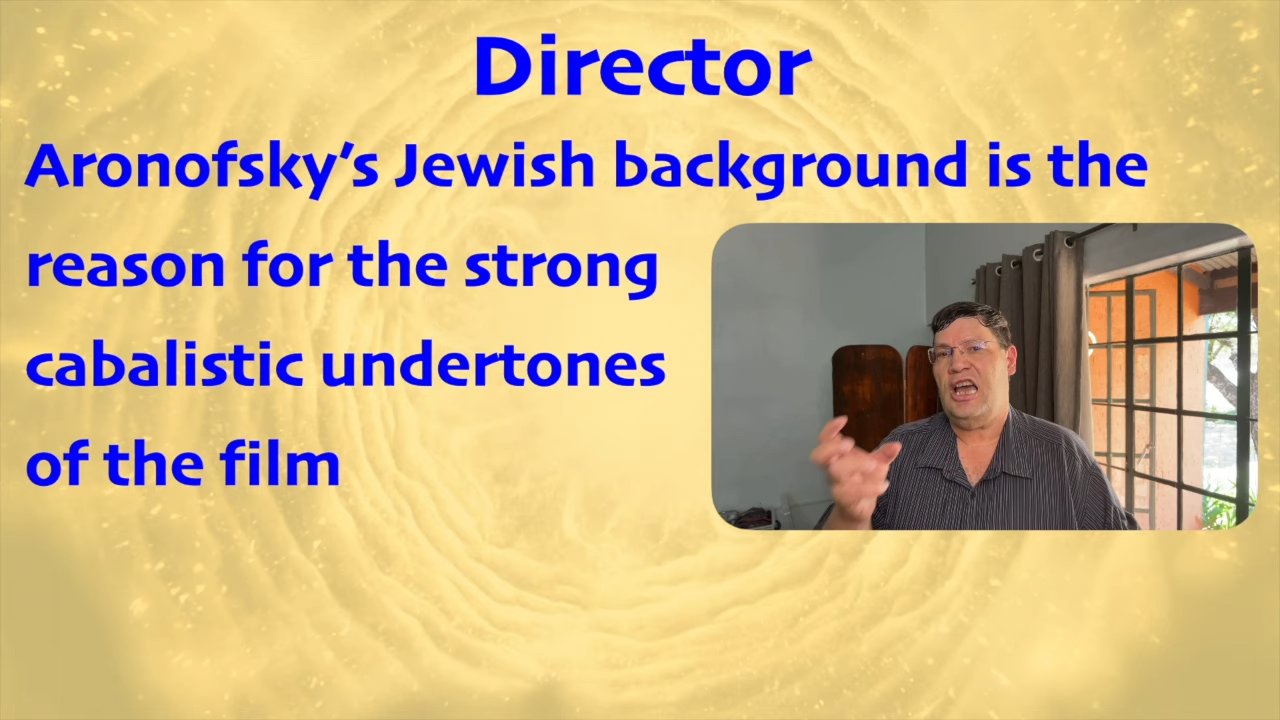 Director
Aronofsky’s Jewish background is the
reason for the strong
cabalistic undertones
of the film